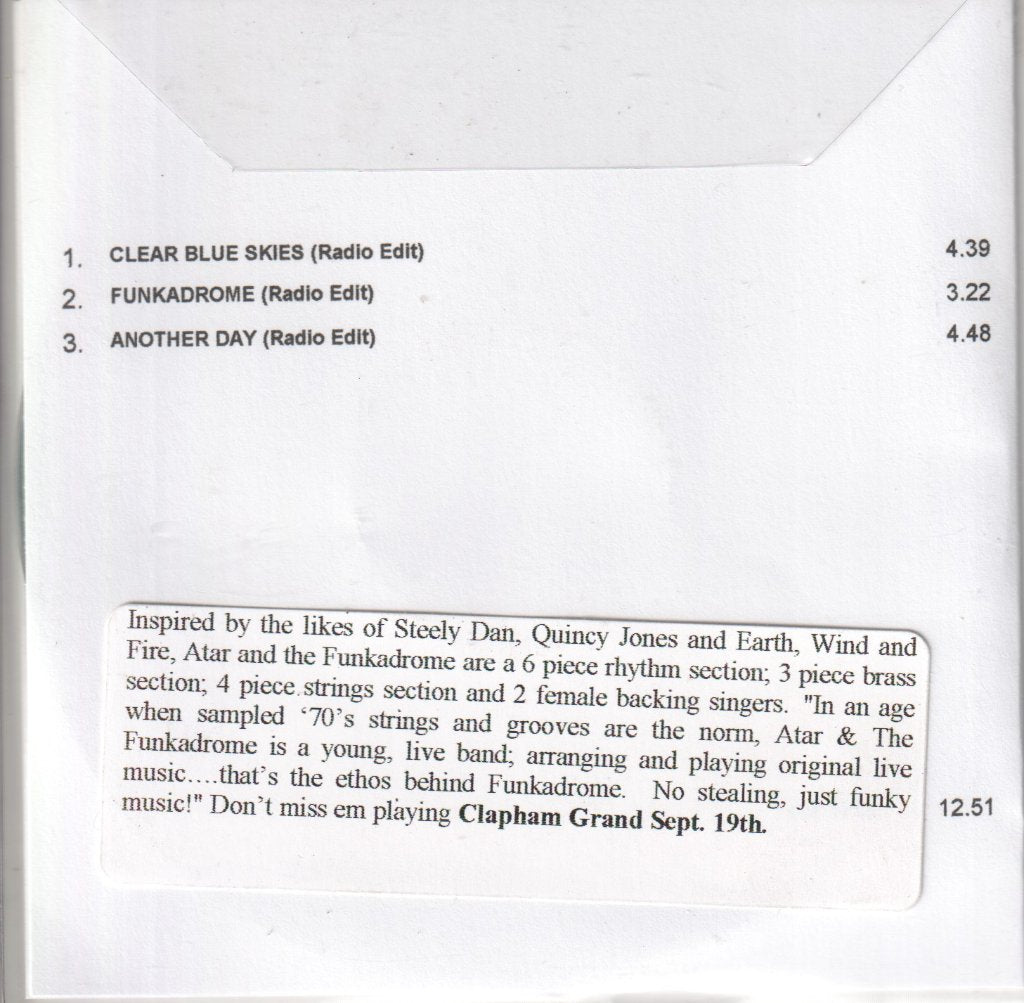 1. CLEAR BLUE SKIES (Radio Edit) 4.39
2. FUNKADROME (Radio Edit) 3.22
3. ANOTHER DAY (Radio Edit) 4.48
Inspired by the likes of Steely Dan, Quincy Jones and Earth, Wind and
Fire, Atar and the Funkadrome are a 6 piece rhythm section; 3 piece brass
section; 4 piece strings section and 2 female backing singers. "In an age
when sampled ‘70’s strings and grooves are the norm, Atar & The
Funkadrome is a young, live band; arranging and playing original live
music....that’s the ethos behind Funkadrome. No stealing, just funky
music!" Don’t miss em playing Clapham Grand Sept. 19th.
12.51